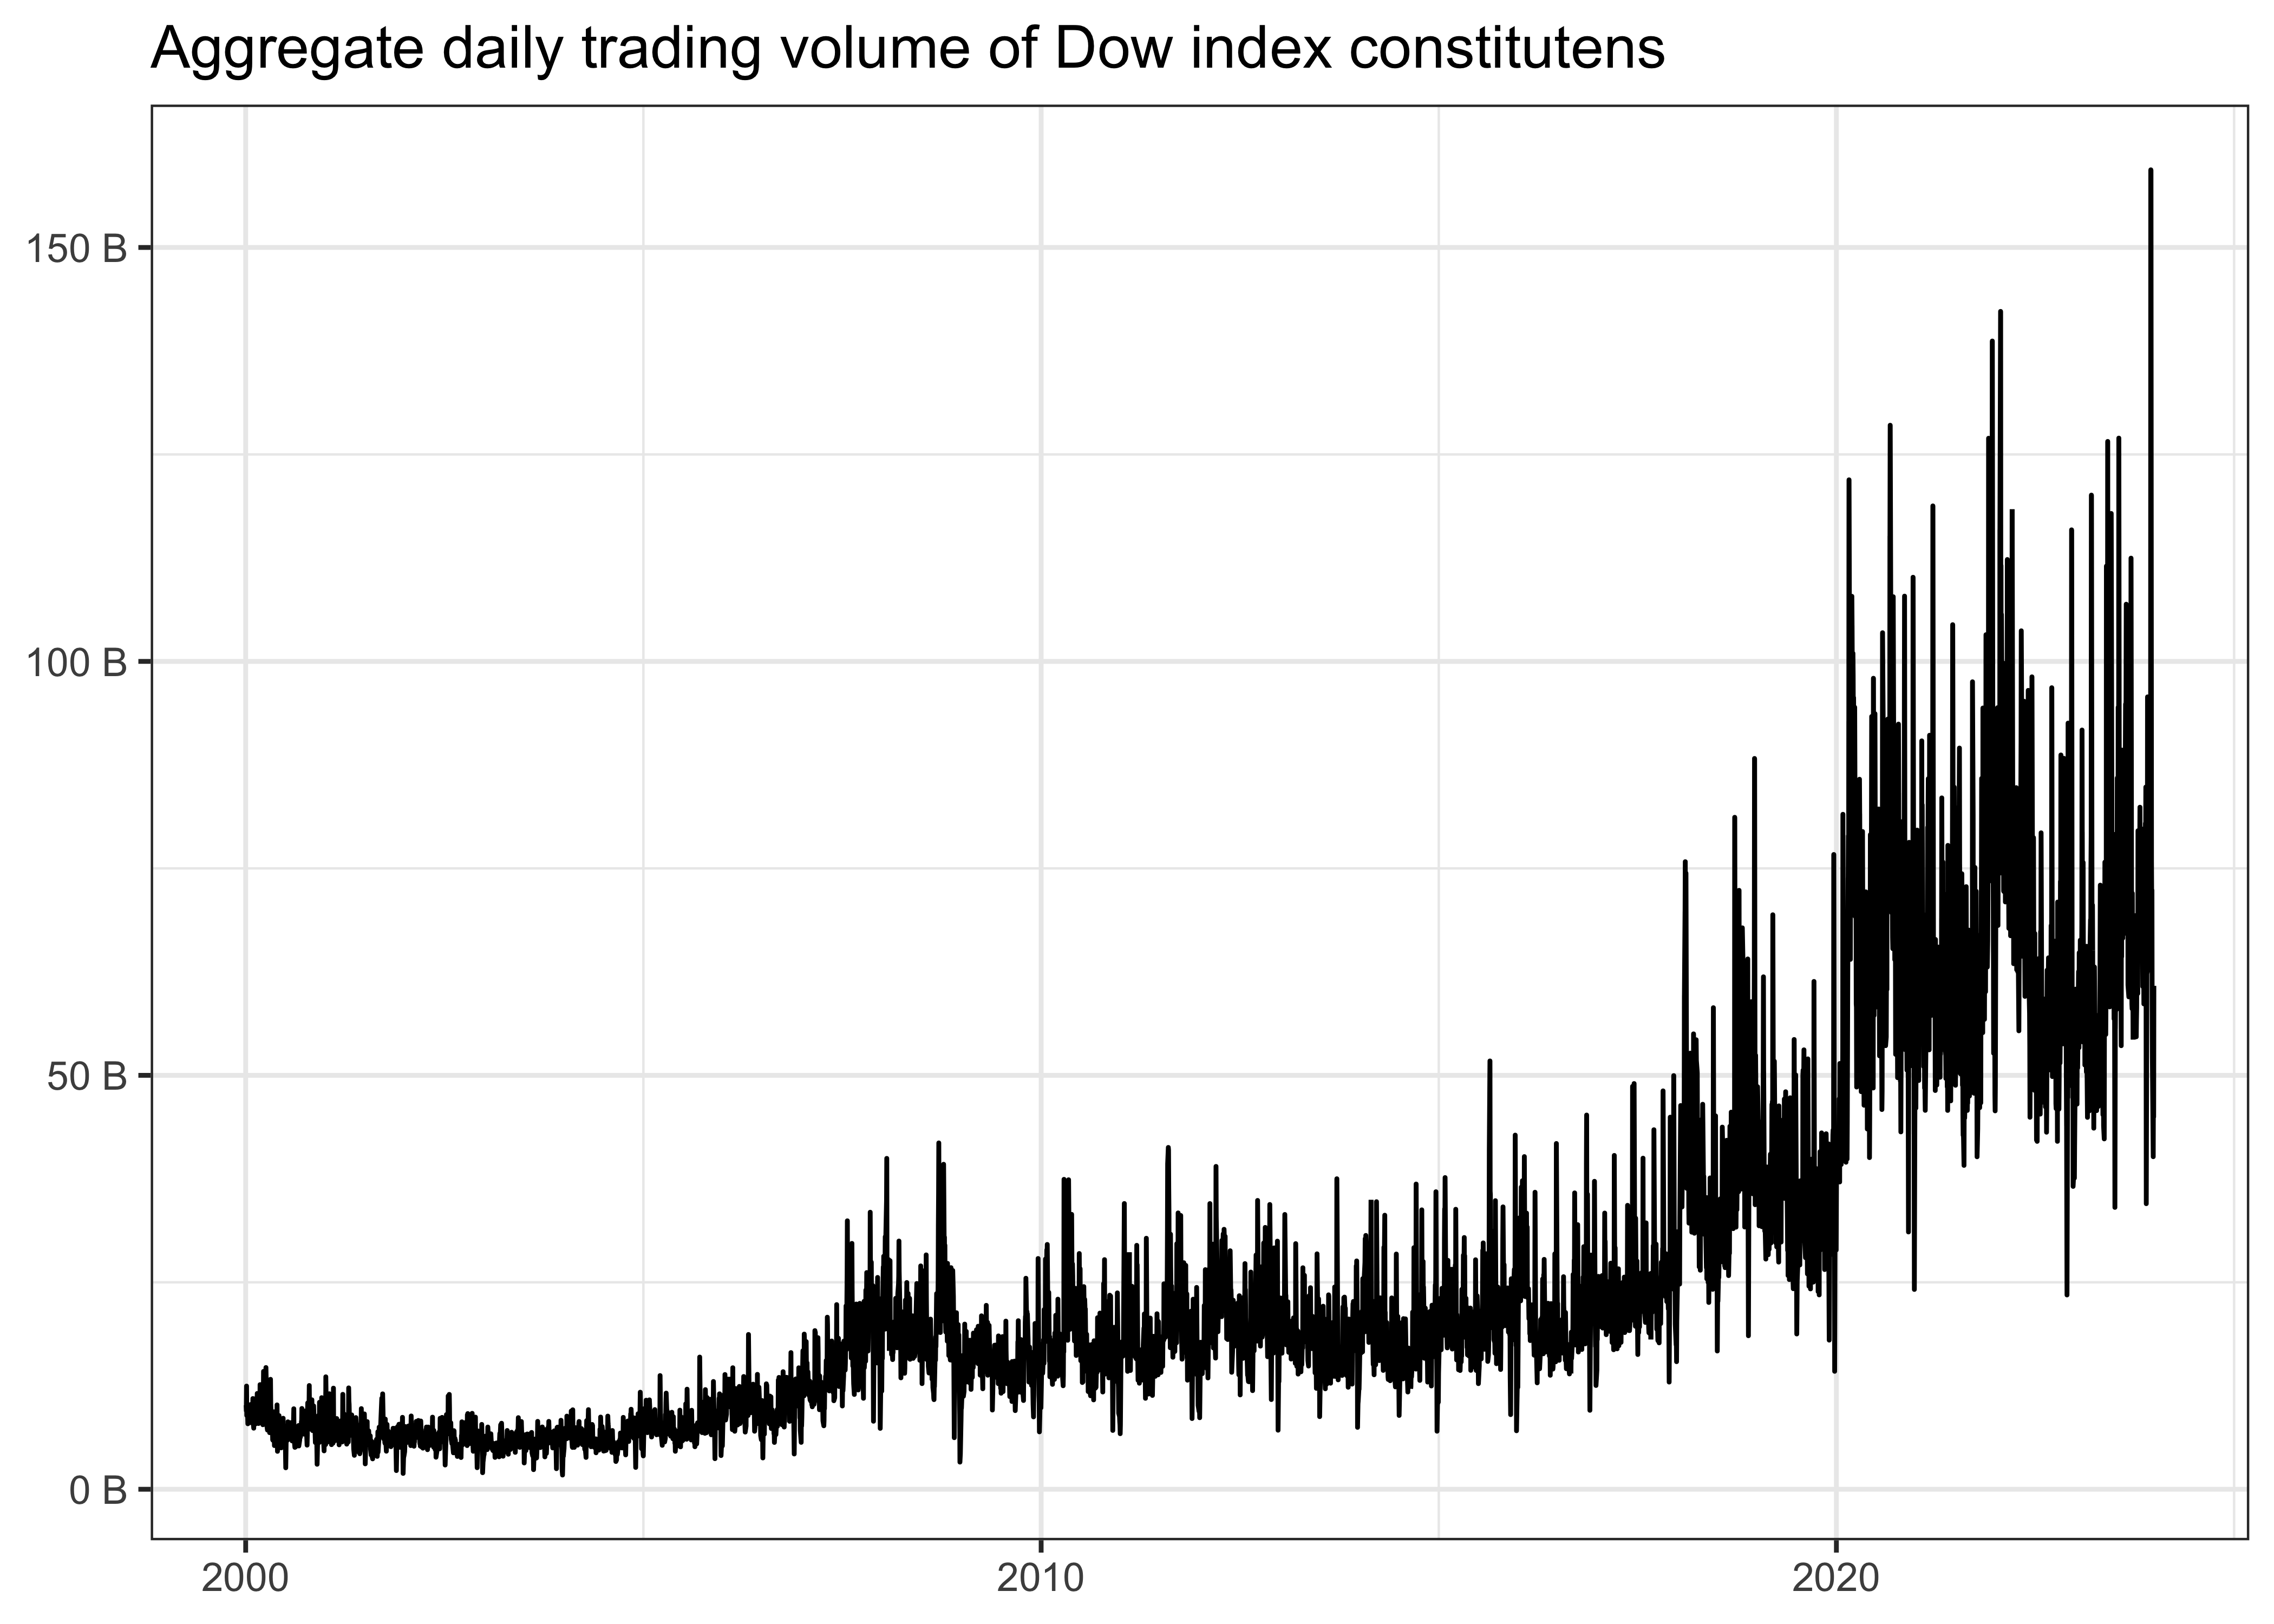 Aggregate daily trading volume of Dow index constitutens
150 B
100 B
50 B
0 B
2000
2010
2020